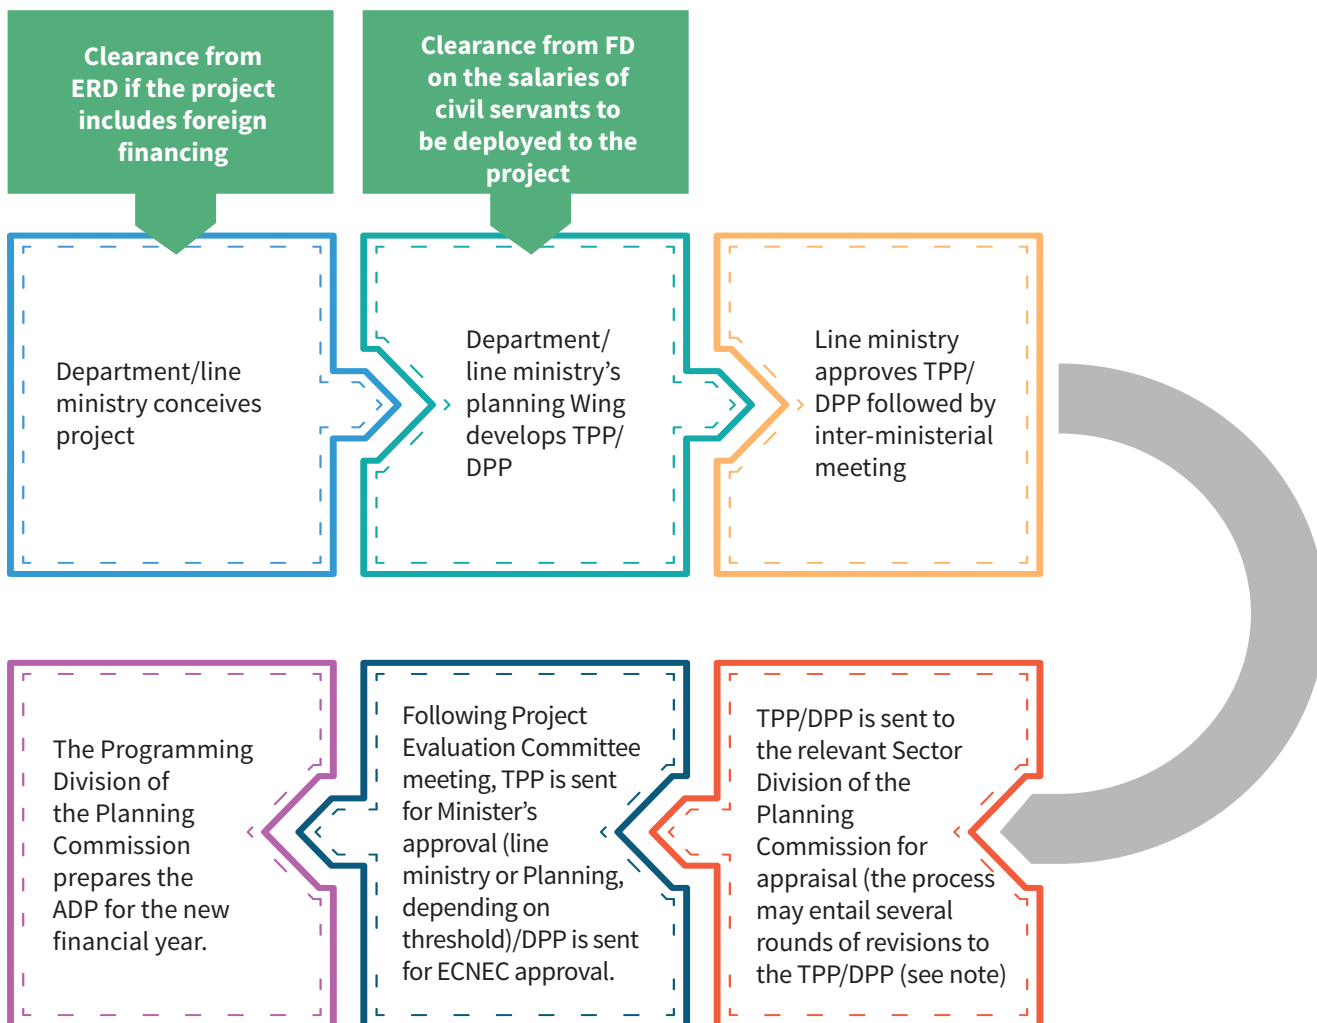 Clearance from
ERD if the project
includes foreign
financing
Clearance from FD
on the salaries of
civil servants to
be deployed to the
project
Department/line
ministry conceives
project
Department/
line ministry’s
planning Wing
develops TPP/
DPP
Line ministry
approves TPP/
DPP followed by
inter-ministerial
meeting
TPP/DPP is sent to
the relevant Sector
Division of the
Planning
Commission for
appraisal (the process
may entail several
rounds of revisions to
the TPP/DPP (see note)
Following Project
Evaluation Committee
meeting, TPP is sent
for Minister’s
approval (line
ministry or Planning,
depending on
threshold)/DPP is sent
for ECNEC approval.
The Programming
Division of
the Planning
Commission
prepares the
ADP for the new
financial year.